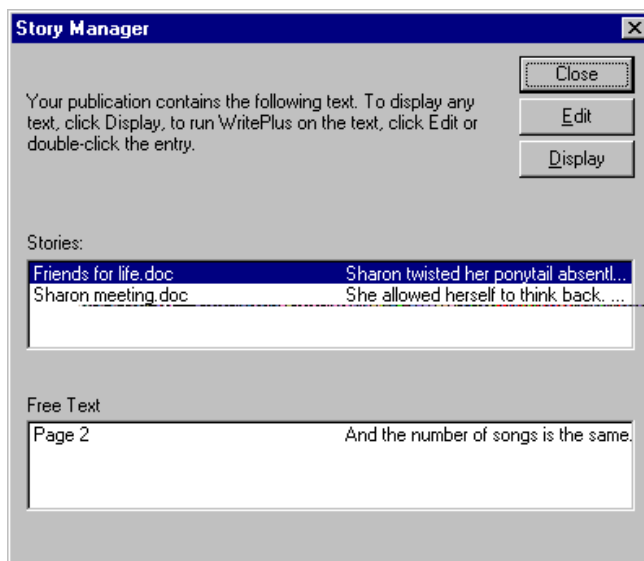 Story Manager
Close
Your publication contains the following text. To display any
text, click Display, to run WritePlus on the text, click Edit or
double-click the entry.
Edit
Display
Stories:
Friends for life.doc Sharon twisted her ponytail absentl...
Sharon meeting.doc She allowed herself to think back. ...
Free Text
Page 2 And the number of songs is the same.